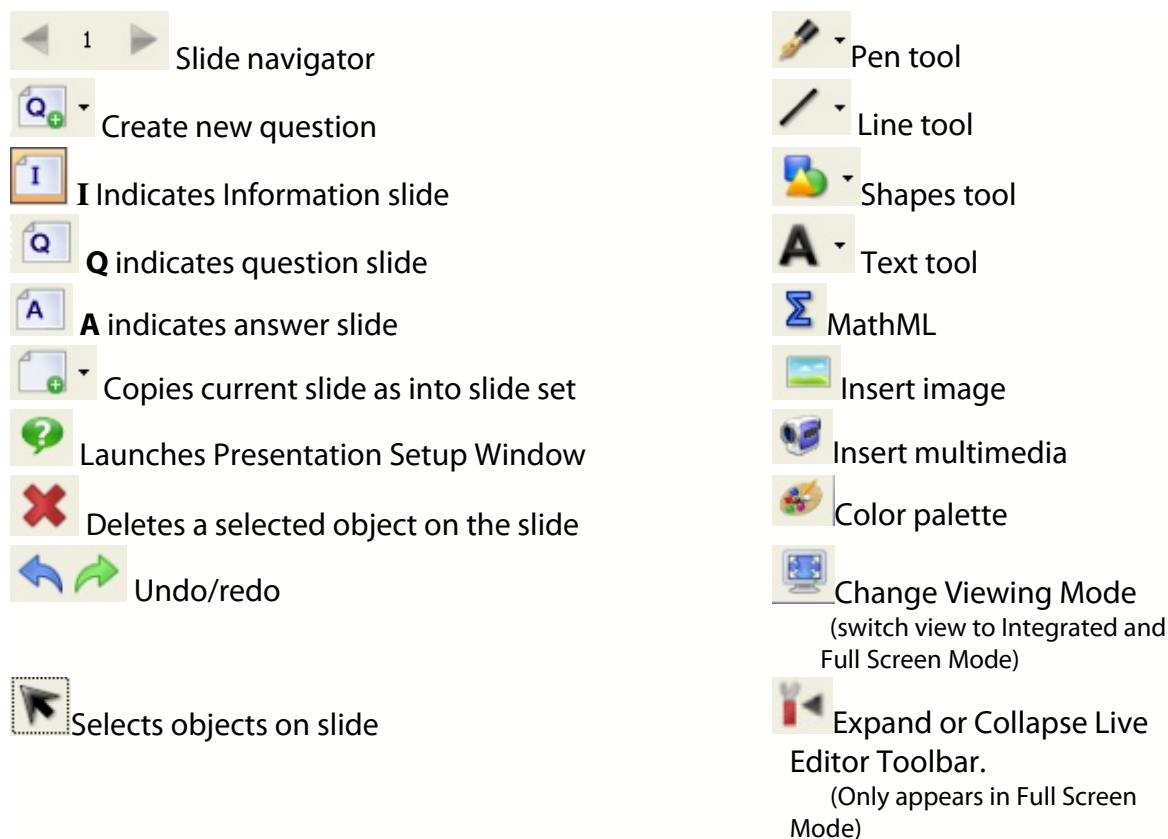 1 Slide navigator
Q Create new question
I I Indicates Information slide
Q Q indicates question slide
A A indicates answer slide
Copies current slide as into slide set
? Launches Presentation Setup Window
Deletes a selected object on the slide
Undo/redo
Selects objects on slide
Pen tool
Line tool
Shapes tool
A Text tool
Σ MathML
Insert image
Insert multimedia
Color palette
Change Viewing Mode
(switch view to Integrated and
Full Screen Mode)
Expand or Collapse Live
Editor Toolbar.
(Only appears in Full Screen
Mode)